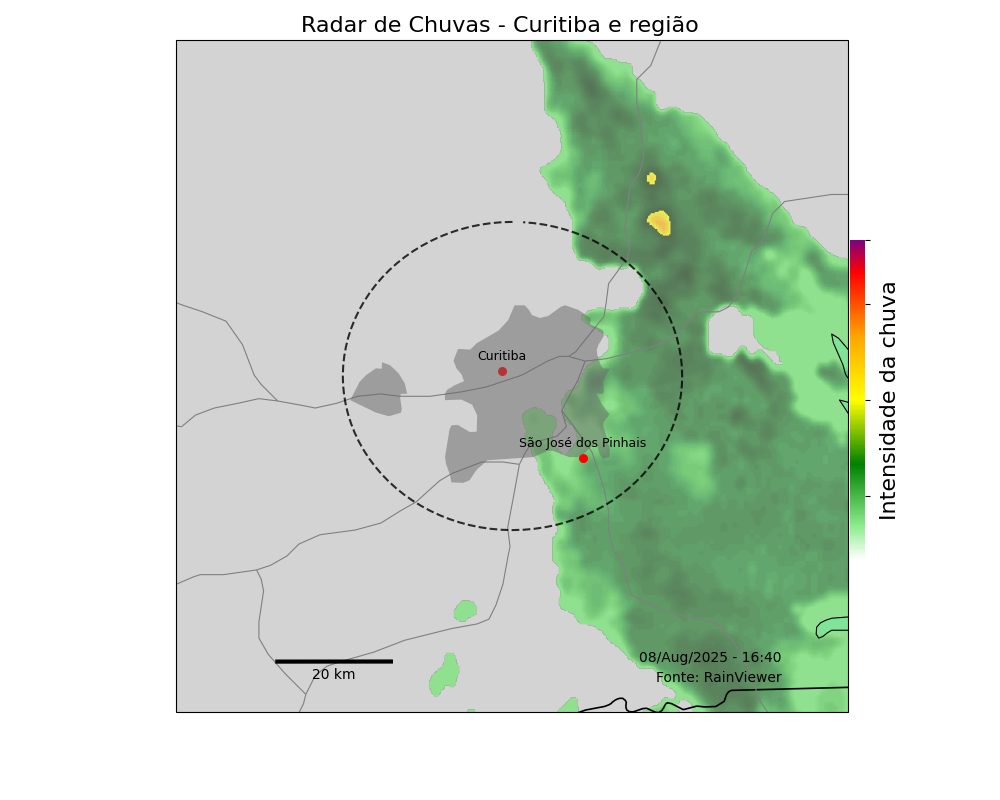 Radar de Chuvas - Curitiba e região
Curitiba
São José dos Pinhais
Intensidade da chuva
20 km
08/Aug/2025 - 16:40
Fonte: RainViewer